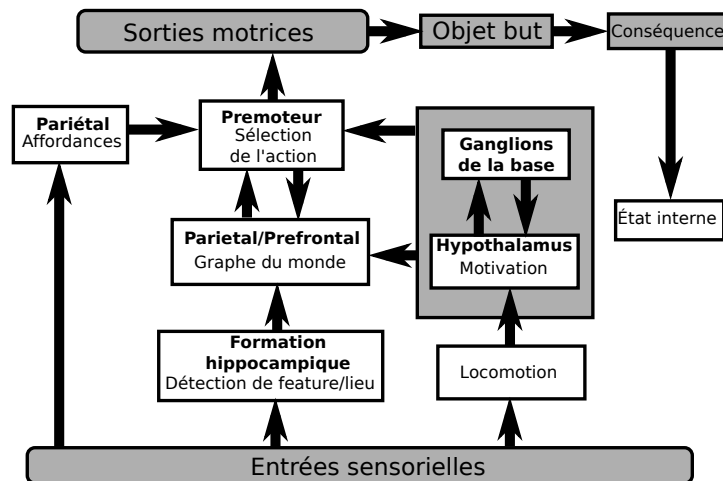 Sorties motrices
Objet but
Conséquence
Pariétal
Affordances
Premoteur
Sélection
de l'action
Ganglions
de la base
État interne
Parietal/Prefrontal
Graphe du monde
Hypothalamus
Motivation
Formation
hippocampique
Détection de feature/lieu
Locomotion
Entrées sensorielles